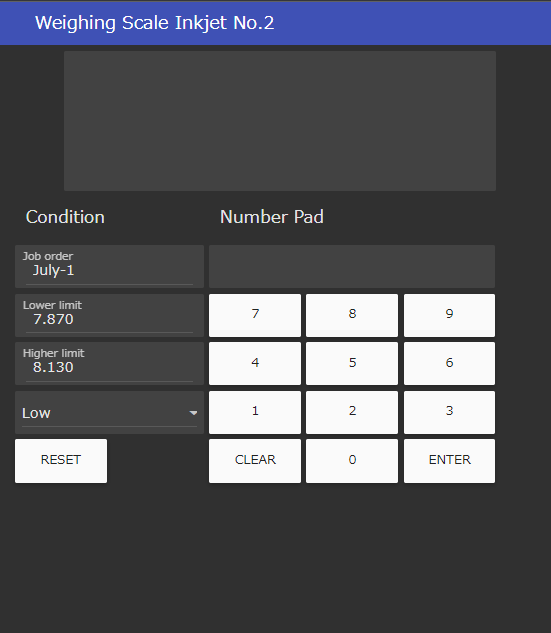 Weighing Scale Inkjet No.2
Condition
Number Pad
Job order
July-1
Lower limit
7.870
7 8 9
Higher limit
8.130
4 5 6
Low
1 2 3
RESET
CLEAR 0 ENTER